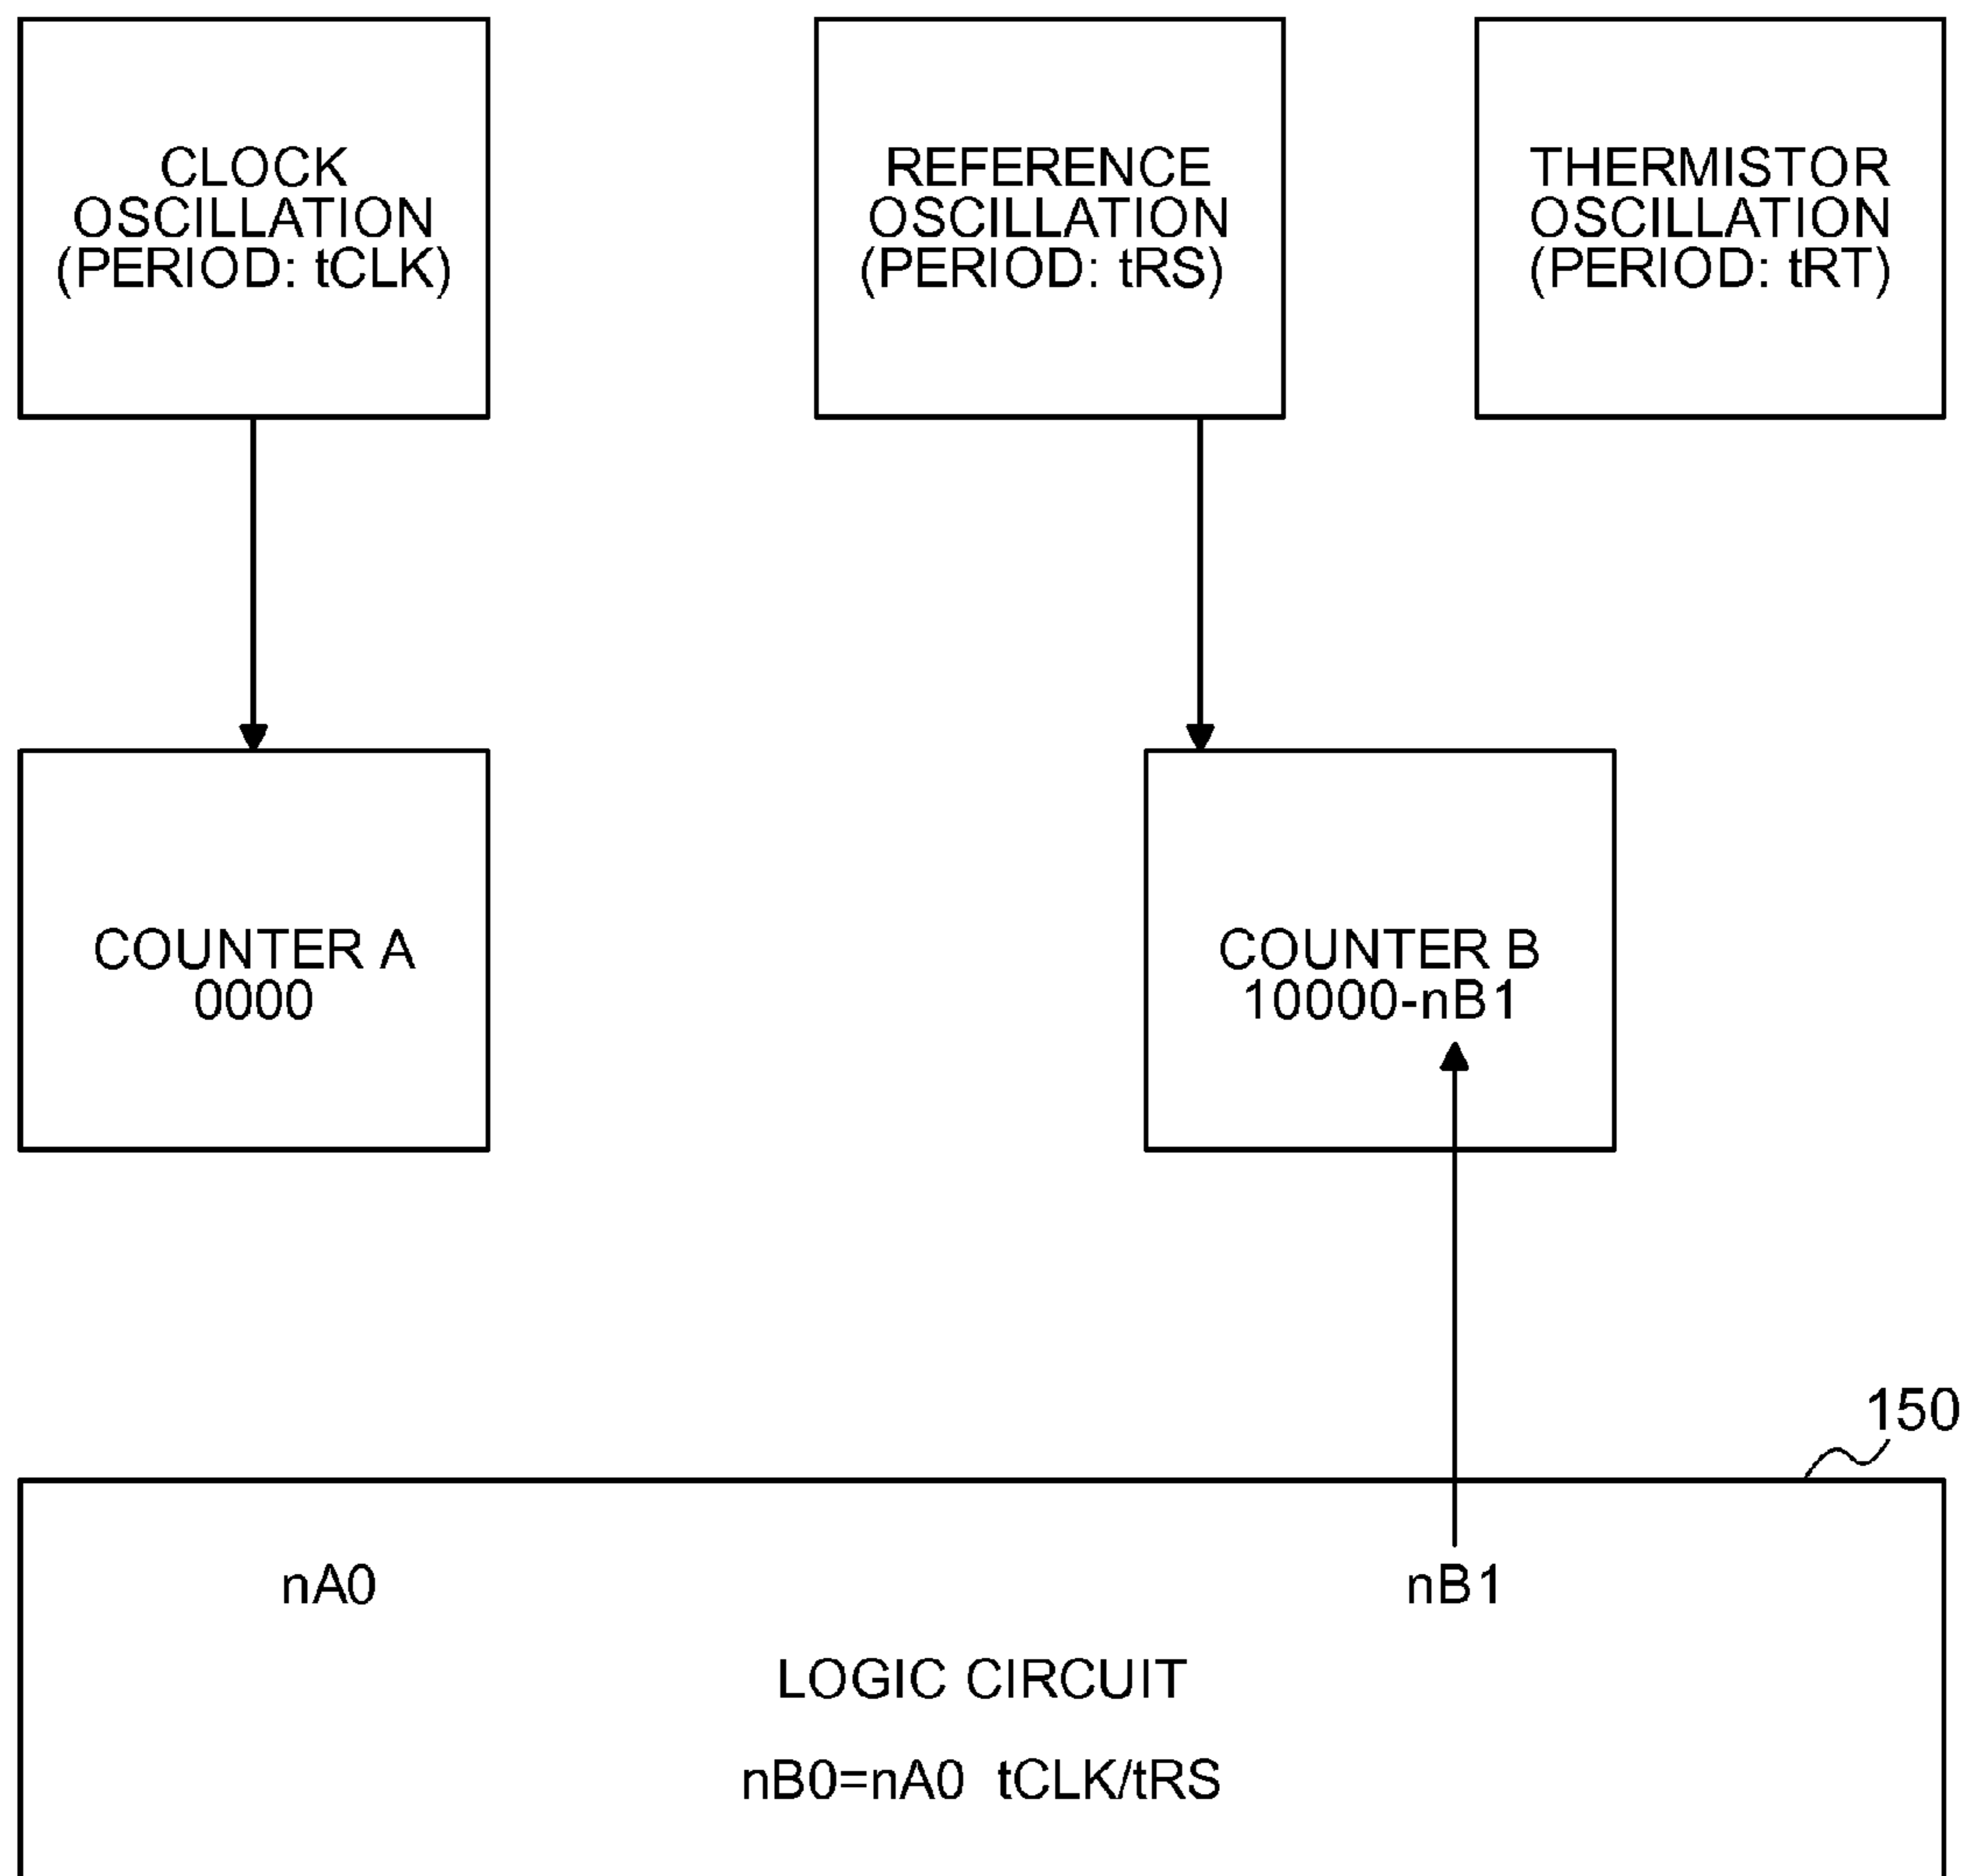 CLOCK
OSCILLATION
(PERIOD: tCLK)
REFERENCE
OSCILLATION
(PERIOD: tRS)
THERMISTOR
OSCILLATION
(PERIOD: tRT)
COUNTER A
0000
COUNTER B
10000-nB1
150
nA0
nB1
LOGIC CIRCUIT
nB0=nA0 tCLK/tRS